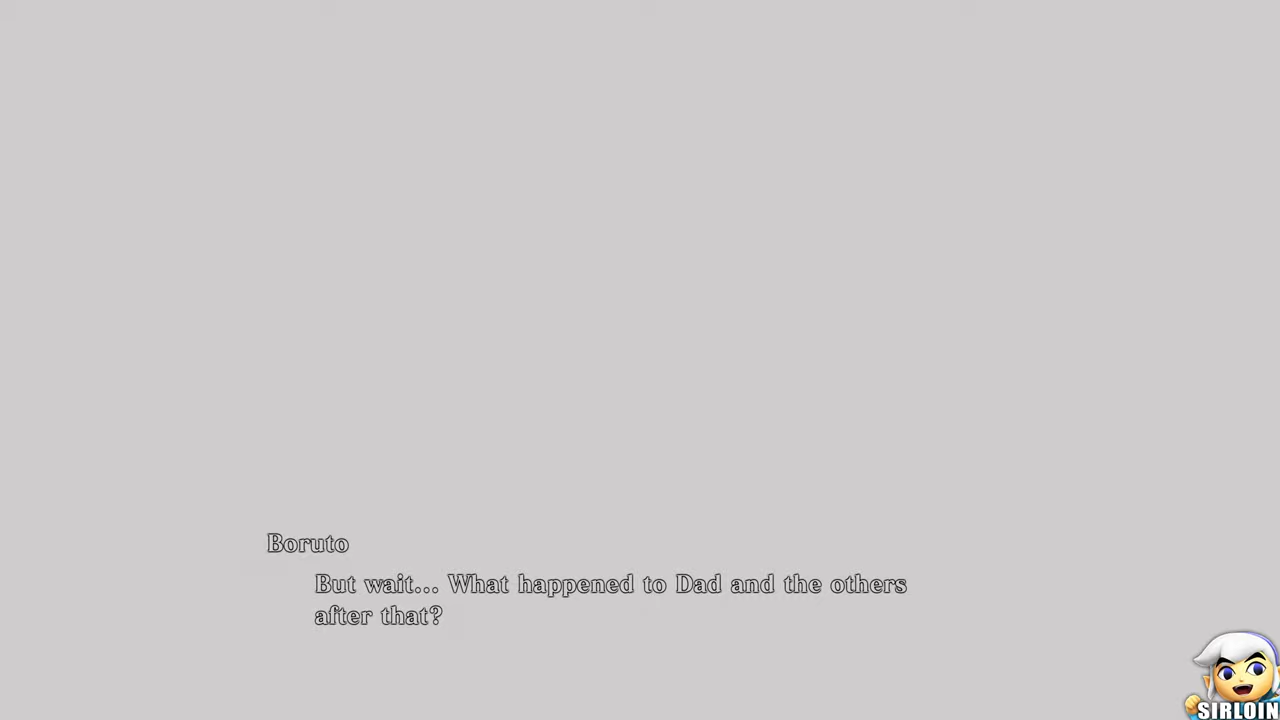 Boruto
But wait... What happened to Dad and the others
after that?
SIRLOIN